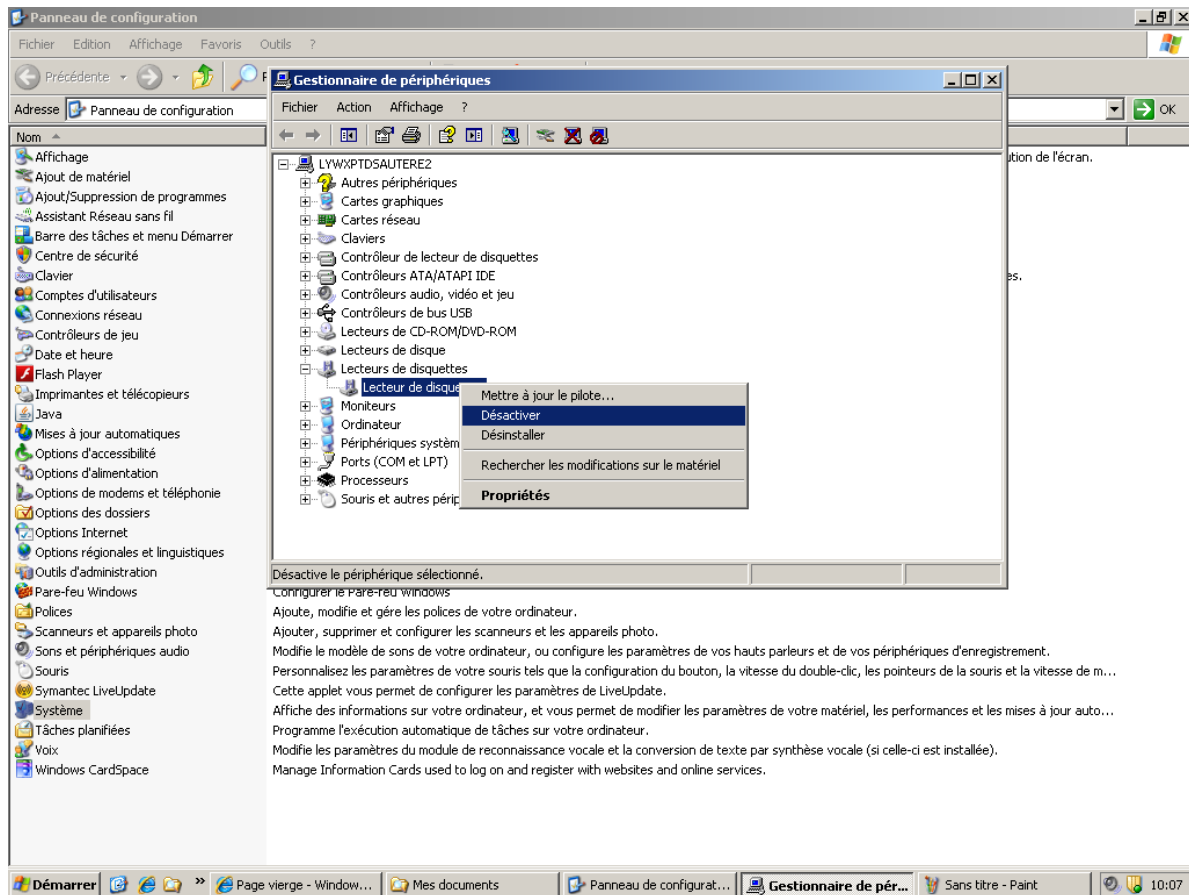 Panneau de configuration
Fichier Edition Affichage Favoris Outils ?
Précédente
Adresse Panneau de configuration OK
Nom
Affichage
Ajout de matériel
Ajout/Suppression de programmes
Assistant Réseau sans fil
Barre des tâches et menu Démarrer
Centre de sécurité
Clavier
Comptes d'utilisateurs
Connexions réseau
Contrôleurs de jeu
Date et heure
Flash Player
Imprimantes et télécopieurs
Java
Mises à jour automatiques
Options d'accessibilité
Options d'alimentation
Options de modems et téléphonie
Options des dossiers
Options Internet
Options régionales et linguistiques
Outils d'administration
Pare-feu Windows
Polices
Scanneurs et appareils photo
Sons et périphériques audio
Souris
Symantec LiveUpdate
Système
Tâches planifiées
Voix
Windows CardSpace
Gestionnaire de périphériques
Fichier Action Affichage ?
LYWXPTDSAUTERE2
Autres périphériques
Cartes graphiques
Cartes réseau
Claviers
Contrôleur de lecteur de disquettes
Contrôleurs ATA/ATAPI IDE
Contrôleurs audio, vidéo et jeu
Contrôleurs de bus USB
Lecteurs de CD-ROM/DVD-ROM
Lecteurs de disque
Lecteurs de disquettes
Lecteur de disque
Moniteurs
Ordinateur
Périphériques systèm
Ports (COM et LPT)
Processeurs
Souris et autres périp
Mettre à jour le pilote...
Désactiver
Désinstaller
Rechercher les modifications sur le matériel
Propriétés
Désactive le périphérique sélectionné.
ution de l'écran.
es.
Configurer le Pare-feu Windows
Ajoute, modifie et gére les polices de votre ordinateur.
Ajouter, supprimer et configurer les scanneurs et les appareils photo.
Modifie le modèle de sons de votre ordinateur, ou configure les paramètres de vos hauts parleurs et de vos périphériques d'enregistrement.
Personnalisez les paramètres de votre souris tels que la configuration du bouton, la vitesse du double-clic, les pointeurs de la souris et la vitesse de m...
Cette applet vous permet de configurer les paramètres de LiveUpdate.
Affiche des informations sur votre ordinateur, et vous permet de modifier les paramètres de votre matériel, les performances et les mises à jour auto...
Programme l'exécution automatique de tâches sur votre ordinateur.
Modifie les paramètres du module de reconnaissance vocale et la conversion de texte par synthèse vocale (si celle-ci est installée).
Manage Information Cards used to log on and register with websites and online services.
Démarrer » Page vierge - Window... Mes documents Panneau de configurat... Gestionnaire de pér... Sans titre - Paint 10:07